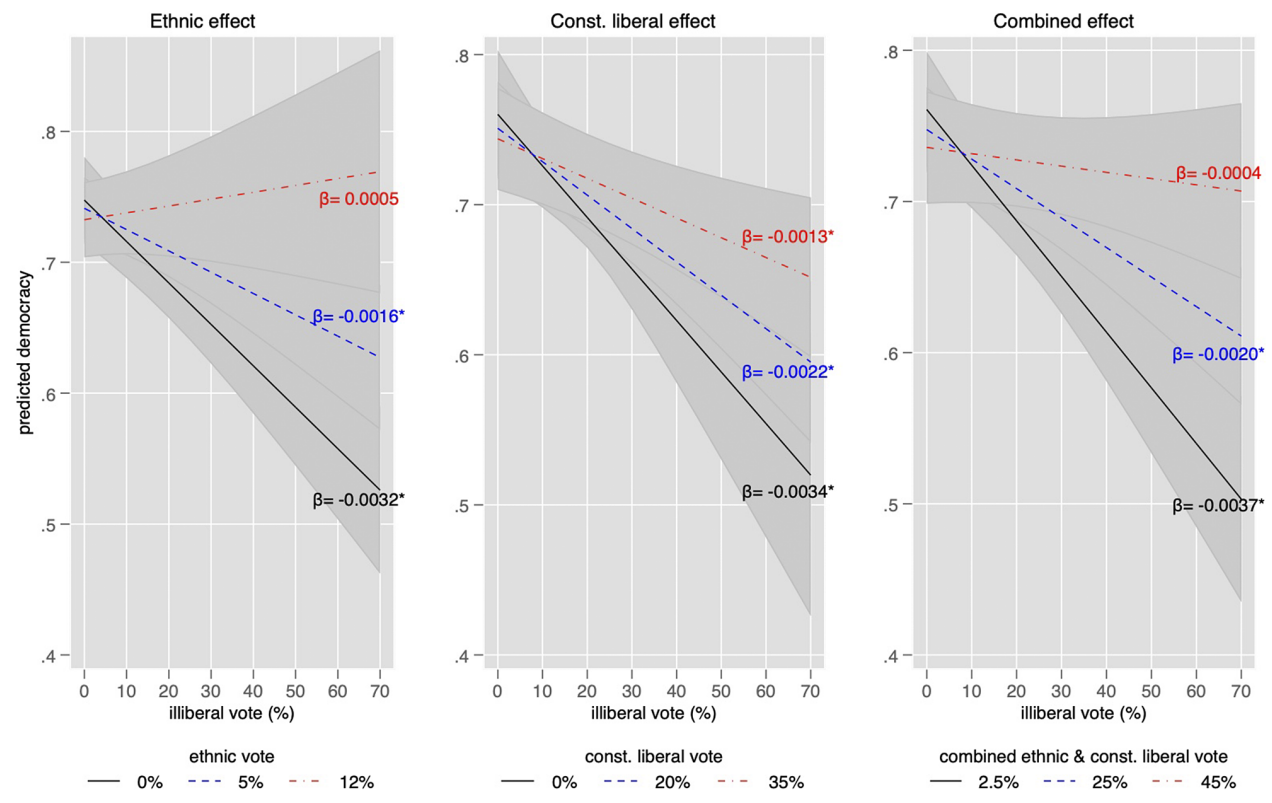 Ethnic effect
Const. liberal effect
Combined effect
predicted democracy
.8
.7
.6
.5
.4
β= 0.0005
β= -0.0016*
β= -0.0032*
0 10 20 30 40 50 60 70
illiberal vote (%)
ethnic vote
0% 5% 12%
.8
.7
.6
.5
.4
β= -0.0013*
β= -0.0022*
β= -0.0034*
0 10 20 30 40 50 60 70
illiberal vote (%)
const. liberal vote
0% 20% 35%
.8
.7
.6
.5
.4
β= -0.0004
β= -0.0020*
β= -0.0037*
0 10 20 30 40 50 60 70
illiberal vote (%)
combined ethnic & const. liberal vote
2.5% 25% 45%